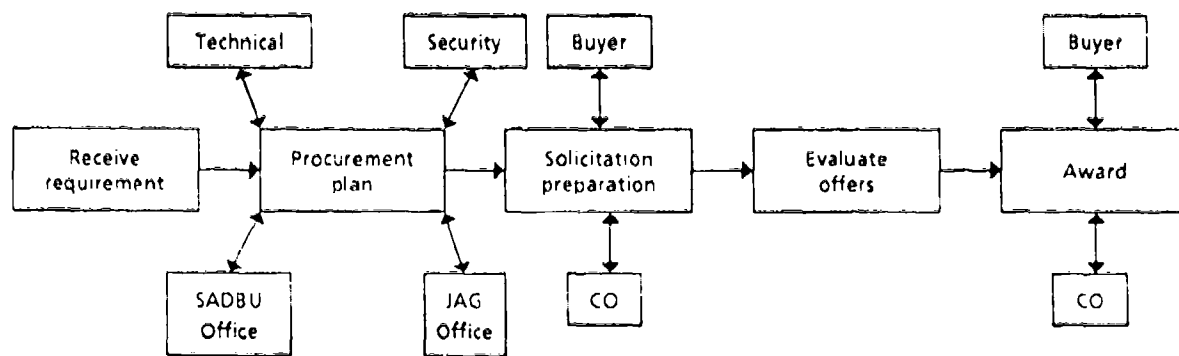 Technical
Security
Buyer
Buyer
Receive
requirement
Procurement
plan
Solicitation
preparation
Evaluate
offers
Award
SADBU
Office
JAG
Office
CO
CO